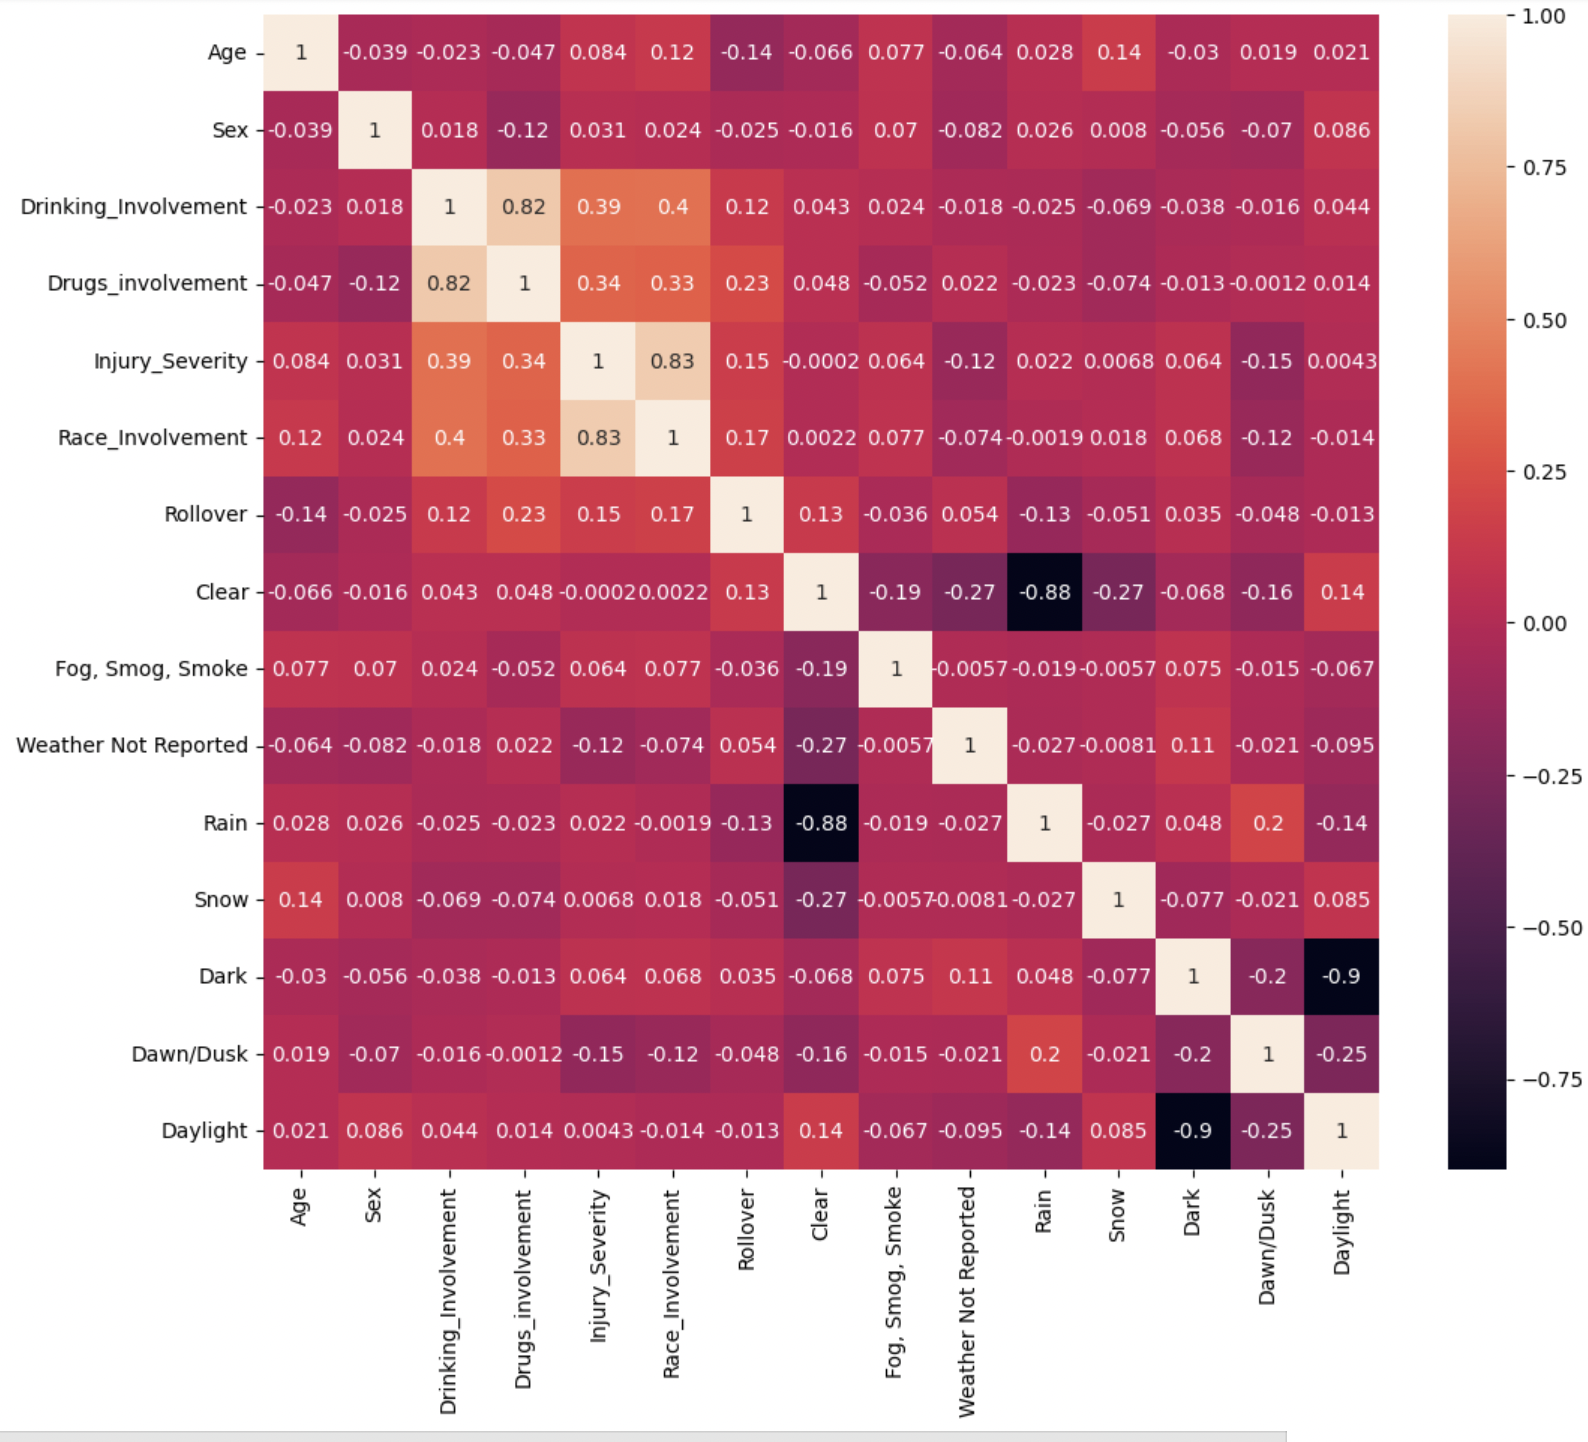 Age 1 -0.039 -0.023 -0.047 0.084 0.12 -0.14 -0.066 0.077 -0.064 0.028 0.14 -0.03 0.019 0.021
Sex -0.039 1 0.018 -0.12 0.031 0.024 -0.025 -0.016 0.07 -0.082 0.026 0.008 -0.056 -0.07 0.086
Drinking_Involvement -0.023 0.018 1 0.82 0.39 0.4 0.12 0.043 0.024 -0.018 -0.025 -0.069 -0.038 -0.016 0.044
Drugs_involvement -0.047 -0.12 0.82 1 0.34 0.33 0.23 0.048 -0.052 0.022 -0.023 -0.074 -0.013 -0.0012 0.014
Injury_Severity 0.084 0.031 0.39 0.34 1 0.83 0.15 -0.0002 0.064 -0.12 0.022 0.0068 0.064 -0.15 0.0043
Race_Involvement 0.12 0.024 0.4 0.33 0.83 1 0.17 0.0022 0.077 -0.074 -0.0019 0.018 0.068 -0.12 -0.014
Rollover -0.14 -0.025 0.12 0.23 0.15 0.17 1 0.13 -0.036 0.054 -0.13 -0.051 0.035 -0.048 -0.013
Clear -0.066 -0.016 0.043 0.048 -0.0002 0.0022 0.13 1 -0.19 -0.27 -0.88 -0.27 -0.068 -0.16 0.14
Fog, Smog, Smoke 0.077 0.07 0.024 -0.052 0.064 0.077 -0.036 -0.19 1 -0.0057 -0.019 -0.0057 0.075 -0.015 -0.067
Weather Not Reported -0.064 -0.082 -0.018 0.022 -0.12 -0.074 0.054 -0.27 -0.0057 1 -0.027 -0.0081 0.11 -0.021 -0.095
Rain 0.028 0.026 -0.025 -0.023 0.022 -0.0019 -0.13 -0.88 -0.019 -0.027 1 -0.027 0.048 0.2 -0.14
Snow 0.14 0.008 -0.069 -0.074 0.0068 0.018 -0.051 -0.27 -0.0057 -0.0081 -0.027 1 -0.077 -0.021 0.085
Dark -0.03 -0.056 -0.038 -0.013 0.064 0.068 0.035 -0.068 0.075 0.11 0.048 -0.077 1 -0.2 -0.9
Dawn/Dusk 0.019 -0.07 -0.016 -0.0012 -0.15 -0.12 -0.048 -0.16 -0.015 -0.021 0.2 -0.021 -0.2 1 -0.25
Daylight 0.021 0.086 0.044 0.014 0.0043 -0.014 -0.013 0.14 -0.067 -0.095 -0.14 0.085 -0.9 -0.25 1
Age
Sex
Drinking_Involvement
Drugs_involvement
Injury_Severity
Race_Involvement
Rollover
Clear
Fog, Smog, Smoke
Weather Not Reported
Rain
Snow
Dark
Dawn/Dusk
Daylight
1.00
0.75
0.50
0.25
0.00
−0.25
−0.50
−0.75